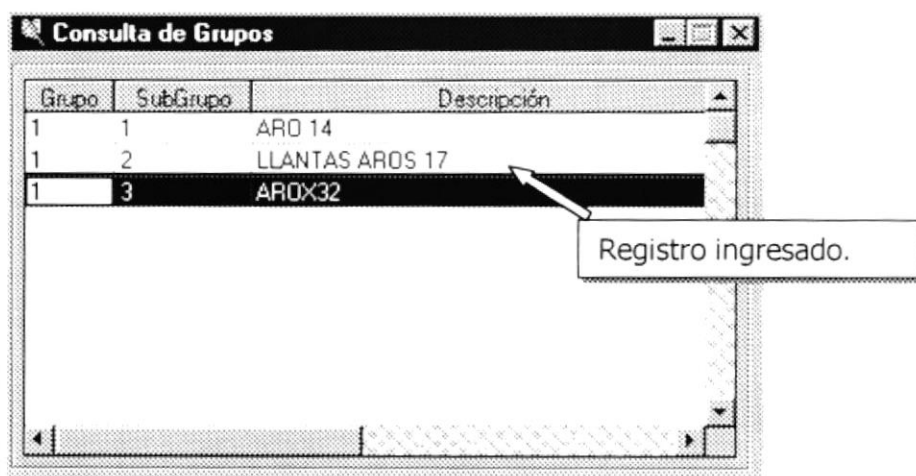 Consulta de Grupos
Grupo SubGrupo Descripción
1 1 ARO 14
1 2 LLANTAS AROS 17
1 3 AROX32
Registro ingresado.